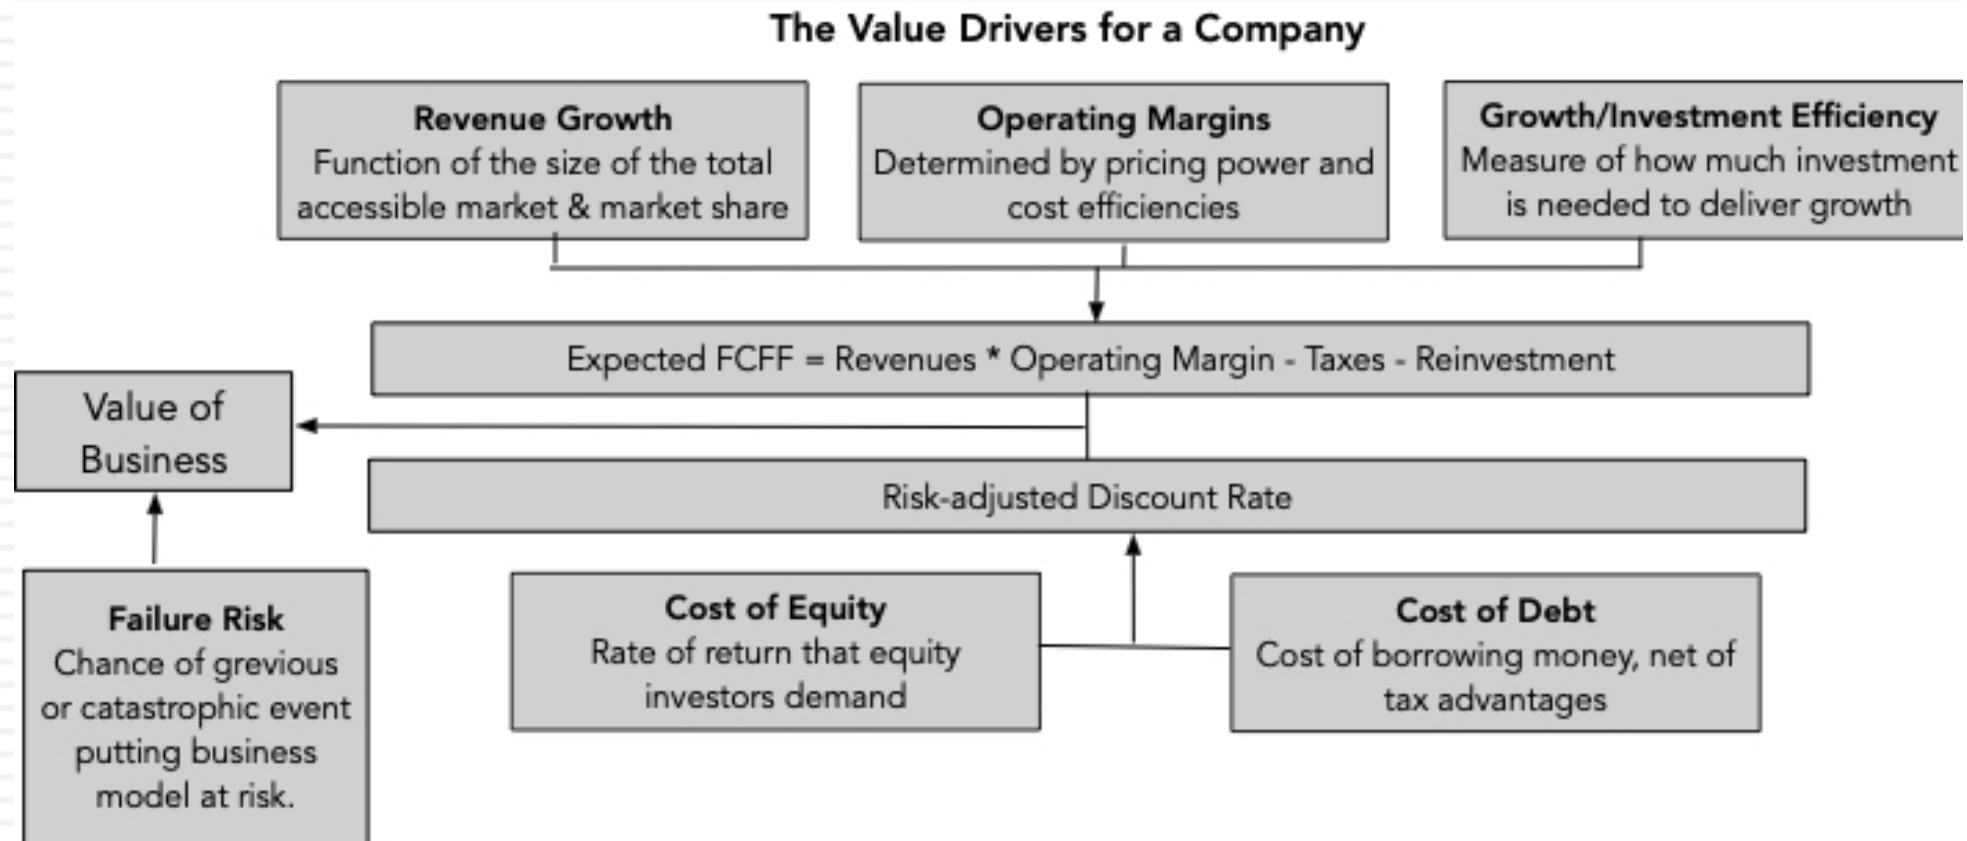 The Value Drivers for a Company
Revenue Growth
Function of the size of the total
accessible market & market share
Operating Margins
Determined by pricing power and
cost efficiencies
Growth/Investment Efficiency
Measure of how much investment
is needed to deliver growth
Expected FCFF = Revenues * Operating Margin - Taxes - Reinvestment
Value of
Business
Risk-adjusted Discount Rate
Failure Risk
Chance of grevious
or catastrophic event
putting business
model at risk.
Cost of Equity
Rate of return that equity
investors demand
Cost of Debt
Cost of borrowing money, net of
tax advantages